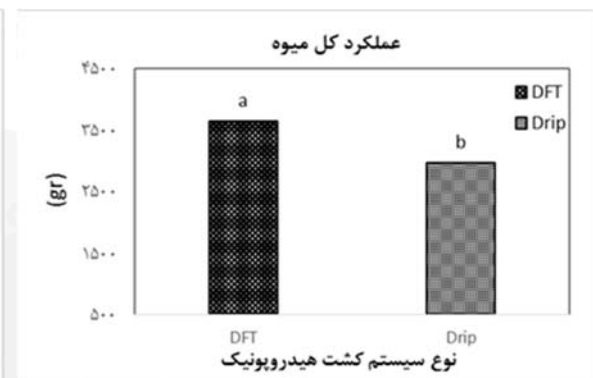 عملکرد کل میوه
۴۵۰۰
۳۵۰۰
۲۵۰۰
۱۵۰۰
۵۰۰
(gr)
a
b
DFT
Drip
DFT
Drip
نوع سیستم کشت هیدروپونیک